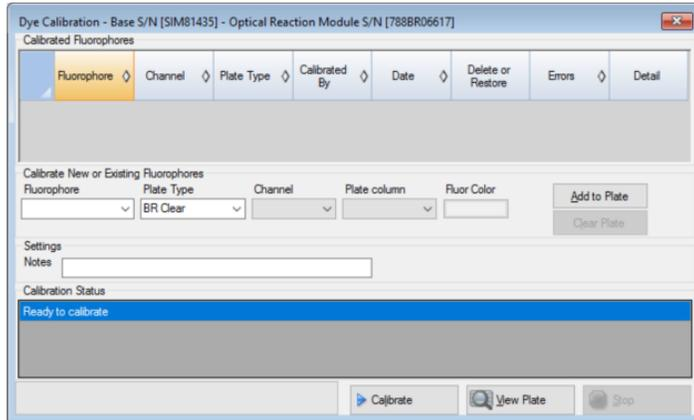 Dye Calibration - Base S/N [SIM81435] - Optical Reaction Module S/N [788BR06617]
Calibrated Fluorophores
Fluorophore Channel Plate Type Calibrated By Date Delete or Restore Errors Detail
Calibrate New or Existing Fluorophores
Fluorophore Plate Type Channel Plate column Fluor Color
BR Clear Add to Plate
Clear Plate
Settings
Notes
Calibration Status
Ready to calibrate
Calibrate View Plate Stop